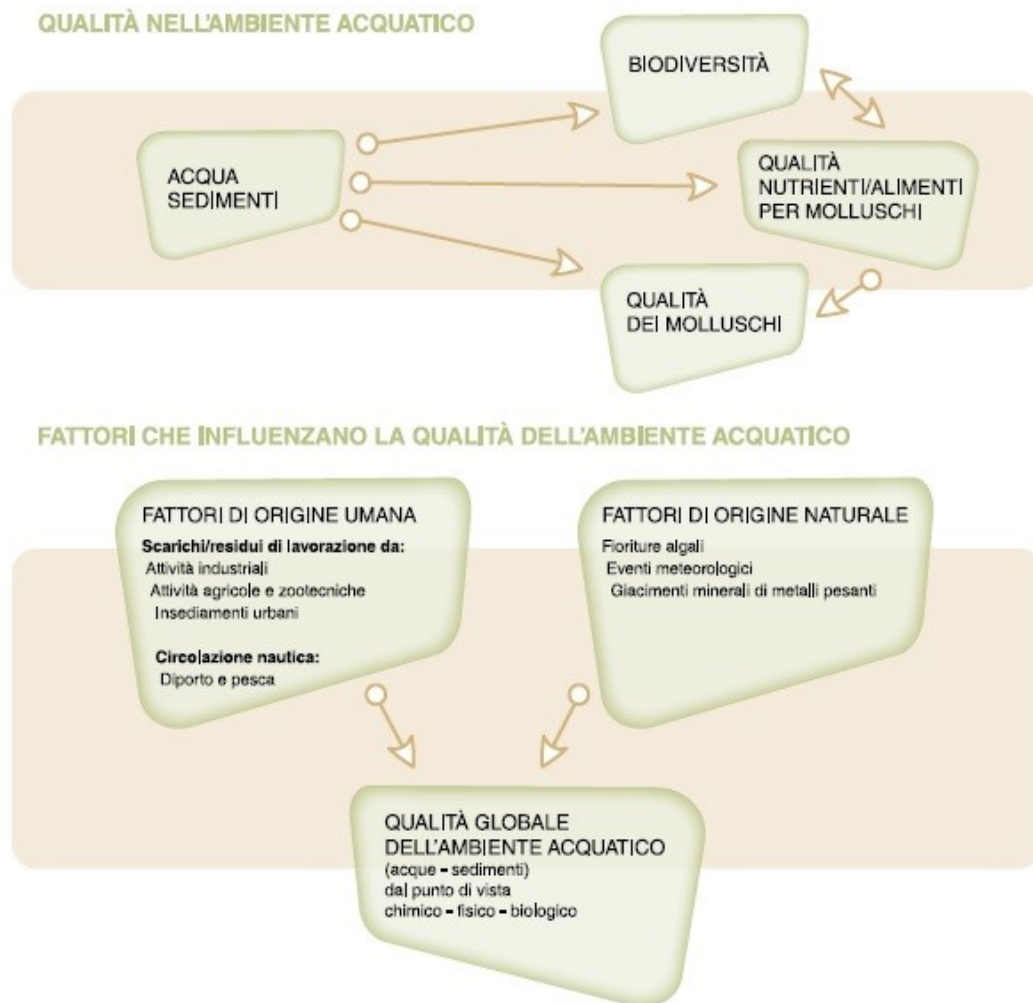 QUALITÀ NELL'AMBIENTE ACQUATICO
BIODIVERSITÀ
ACQUA
SEDIMENTI
QUALITÀ
NUTRIENTI/ALIMENTI
PER MOLLUSCHI
QUALITÀ
DEI MOLLUSCHI
FATTORI CHE INFLUENZANO LA QUALITÀ DELL'AMBIENTE ACQUATICO
FATTORI DI ORIGINE UMANA
Scarichi/residui di lavorazione da:
Attività industriali
Attività agricole e zootecniche
Insediamenti urbani
Circolazione nautica:
Diporto e pesca
FATTORI DI ORIGINE NATURALE
Fioriture algali
Eventi meteorologici
Giacimenti minerali di metalli pesanti
QUALITÀ GLOBALE
DELL'AMBIENTE ACQUATICO
(acque - sedimenti)
dal punto di vista
chimico - fisico - biologico